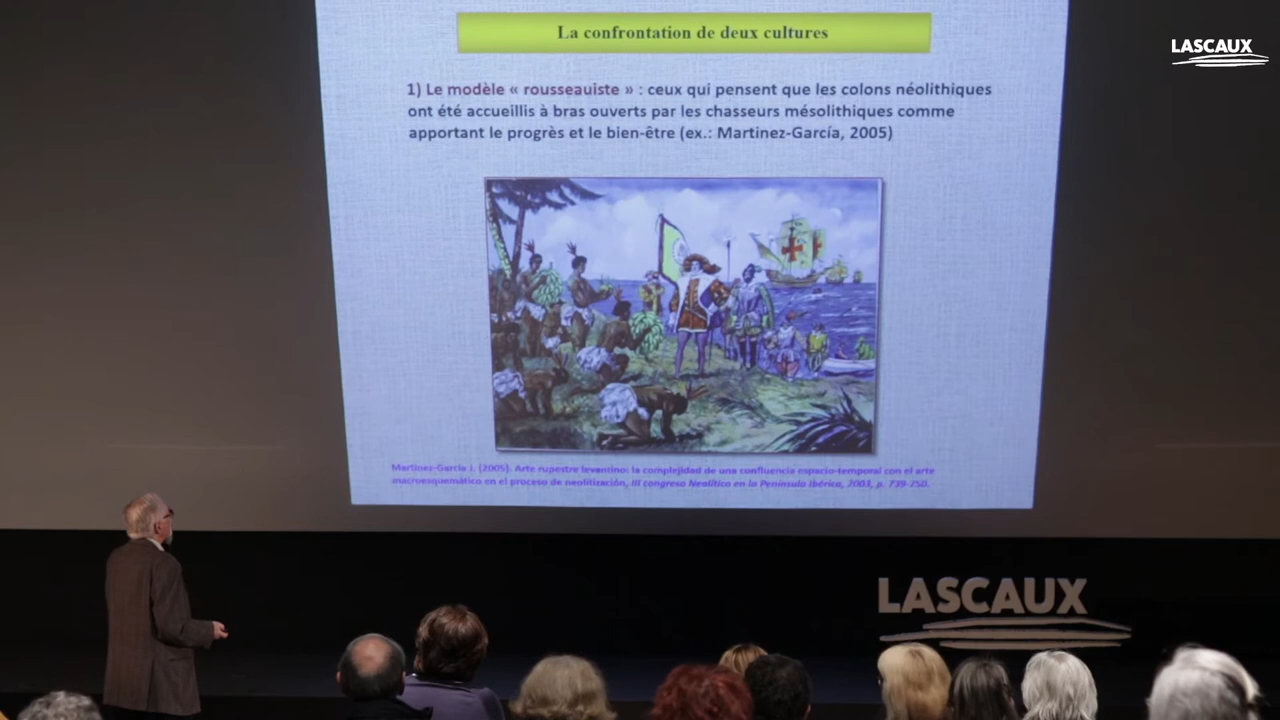 La confrontation de deux cultures
LASCAUX
1) Le modèle « rousseauiste » : ceux qui pensent que les colons néolithiques
ont été accueillis à bras ouverts par les chasseurs mésolithiques comme
apportant le progrès et le bien-être (ex.: Martinez-García, 2005)
Martinez-García J. (2005). Arte rupestre levantino: la complejidad de una confluencia espacio-temporal con el arte
macroesquemático en el proceso de neolitización, III congreso Neolítico en la Península Ibérica, 2003, p. 739-750.
LASCAUX